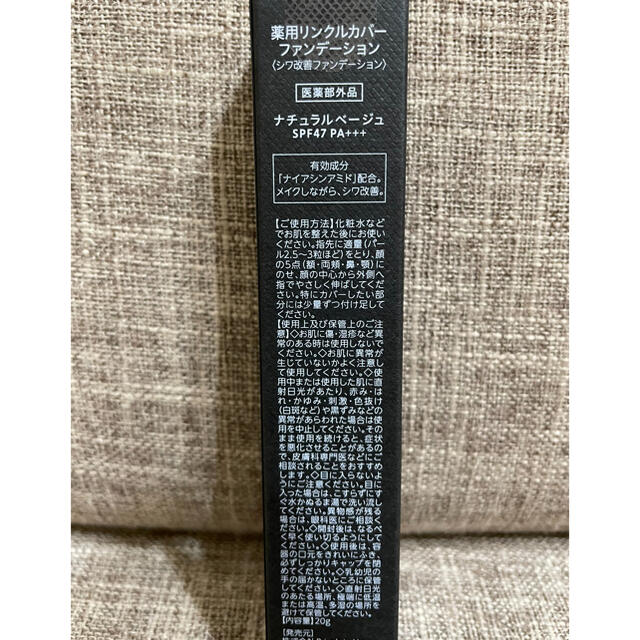 薬用リンクルカバー
ファンデーション
〈シワ改善ファンデーション〉
医薬部外品
ナチュラルベージュ
SPF47 PA+++
有効成分
「ナイアシンアミド」配合。
メイクしながら、シワ改善。
【ご使用方法】化粧水など
でお肌を整えた後にお使い
ください。指先に適量(パー
ル2.5〜3粒ほど)をとり、顔
の5点(額・両頬・鼻・顎)に
のせ、顔の中心から外側へ
指でやさしく伸ばしてくだ
さい。特にカバーしたい部
分には少量ずつ付け足して
ください。
【使用上及び保管上のご注
意】◇お肌に傷・湿疹など異
常のある時は使用しないで
ください。◇お肌に異常が
生じていないかよく注意し
て使用してください。◇使
用中または使用した肌に直
射日光があたり、赤み・は
れ・かゆみ・刺激・色抜け
(白斑など)や黒ずみなどの
異常があらわれた場合は使
用を中止してください。その
まま使用を続けると、症状
を悪化させることがあるの
で、皮膚科専門医などにご
相談されることをおすすめ
します。◇目に入らないよ
うにご注意ください。目に
入った場合は、こすらずにす
ぐ水かぬるま湯で洗い流し
てください。異物感が残
る場合は、眼科医にご相談く
ださい。◇開封後は、なるべ
く早く使い切るようにして
ください。◇使用後は、容
器の口元をきれいにふき、
必ずしっかりキャップを閉
めてください。◇乳幼児の
手の届かないところに保管
してください。◇直射日光
のあたる場所、極端に低温
または高温、多湿の場所を
避けて保管してください。
【内容量】20g
[発売元]